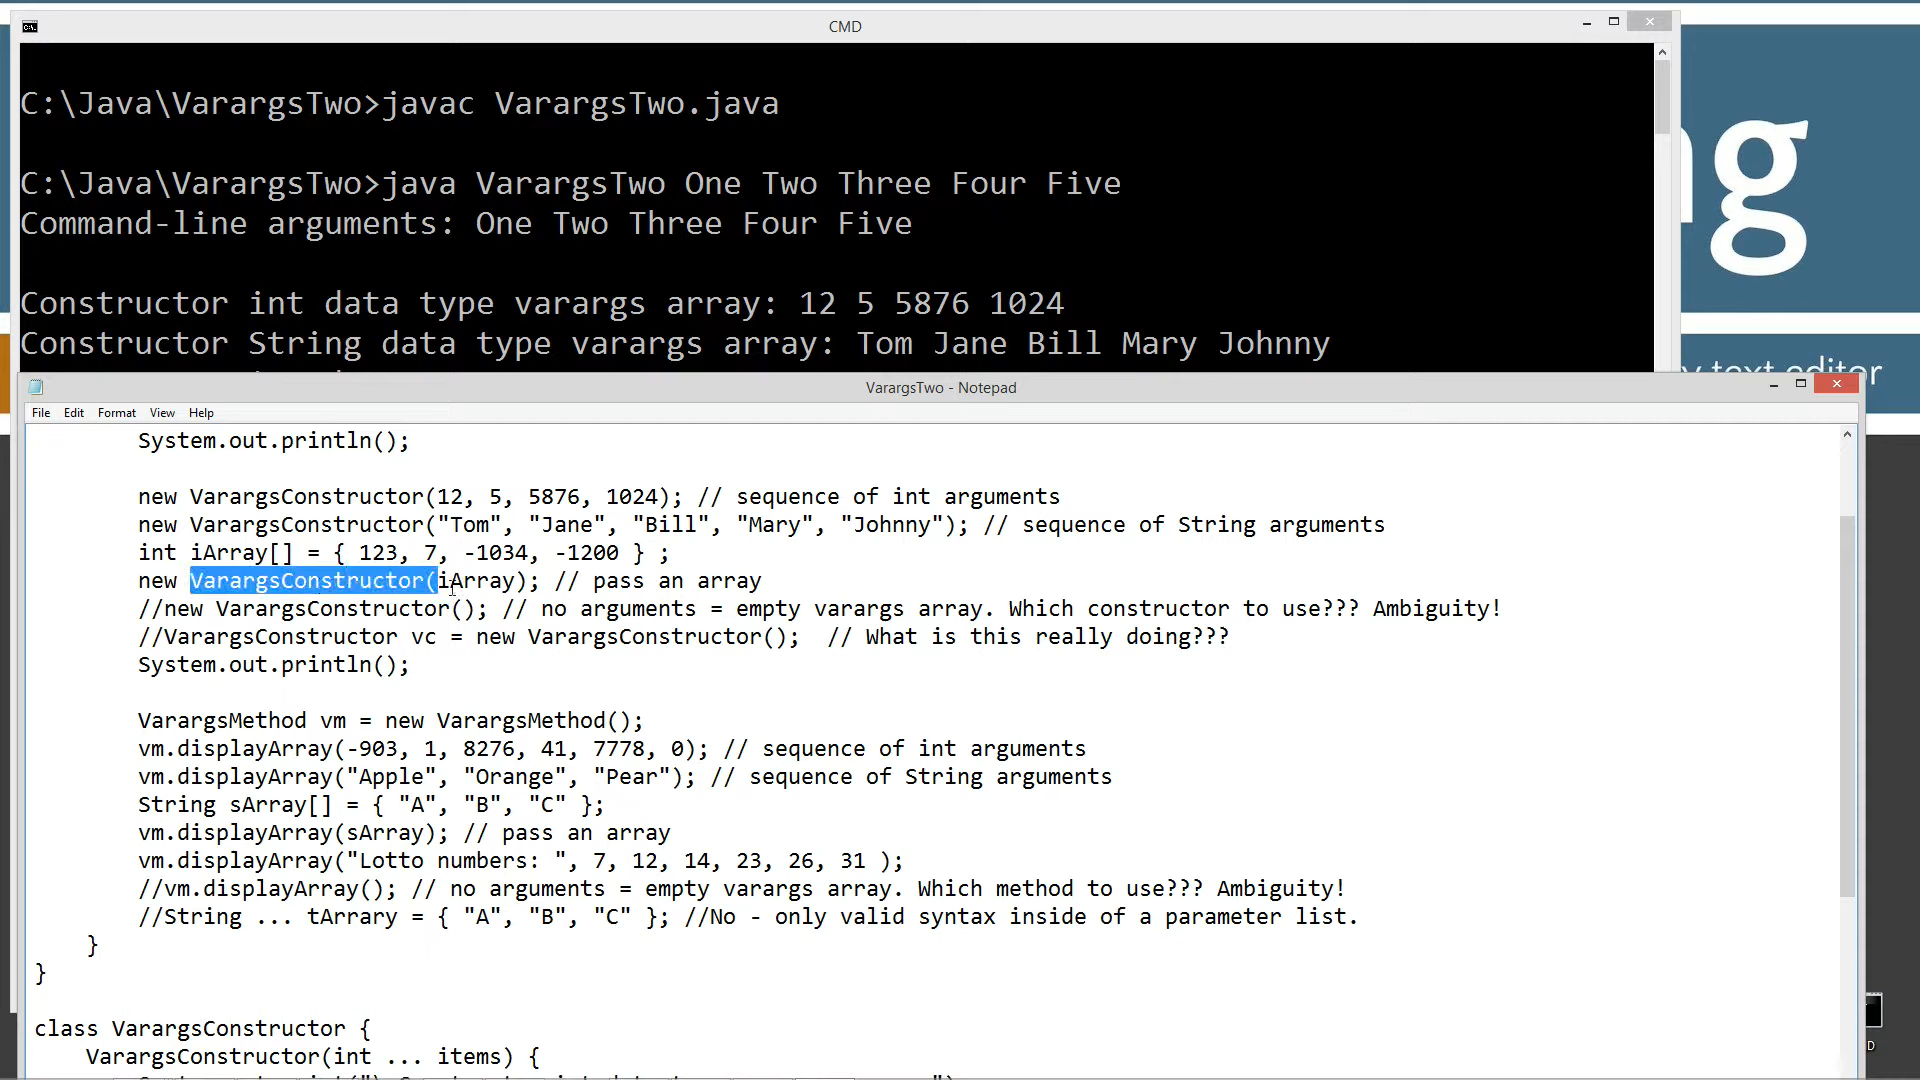 CMD
C:\Java\VarargsTwo>javac VarargsTwo.java
C:\Java\VarargsTwo>java VarargsTwo One Two Three Four Five
Command-line arguments: One Two Three Four Five
Constructor int data type varargs array: 12 5 5876 1024
Constructor String data type varargs array: Tom Jane Bill Mary Johnny
ng
text editor
VarargsTwo - Notepad
File Edit Format View Help
System.out.println();
new VarargsConstructor(12, 5, 5876, 1024); // sequence of int arguments
new VarargsConstructor("Tom", "Jane", "Bill", "Mary", "Johnny"); // sequence of String arguments
int iArray[] = { 123, 7, -1034, -1200 } ;
new VarargsConstructor(iArray); // pass an array
//new VarargsConstructor(); // no arguments = empty varargs array. Which constructor to use??? Ambiguity!
//VarargsConstructor vc = new VarargsConstructor();  // What is this really doing???
System.out.println();
VarargsMethod vm = new VarargsMethod();
vm.displayArray(-903, 1, 8276, 41, 7778, 0); // sequence of int arguments
vm.displayArray("Apple", "Orange", "Pear"); // sequence of String arguments
String sArray[] = { "A", "B", "C" };
vm.displayArray(sArray); // pass an array
vm.displayArray("Lotto numbers: ", 7, 12, 14, 23, 26, 31 );
//vm.displayArray(); // no arguments = empty varargs array. Which method to use??? Ambiguity!
//String ... tArrary = { "A", "B", "C" }; //No - only valid syntax inside of a parameter list.
}
}
class VarargsConstructor {
VarargsConstructor(int ... items) {